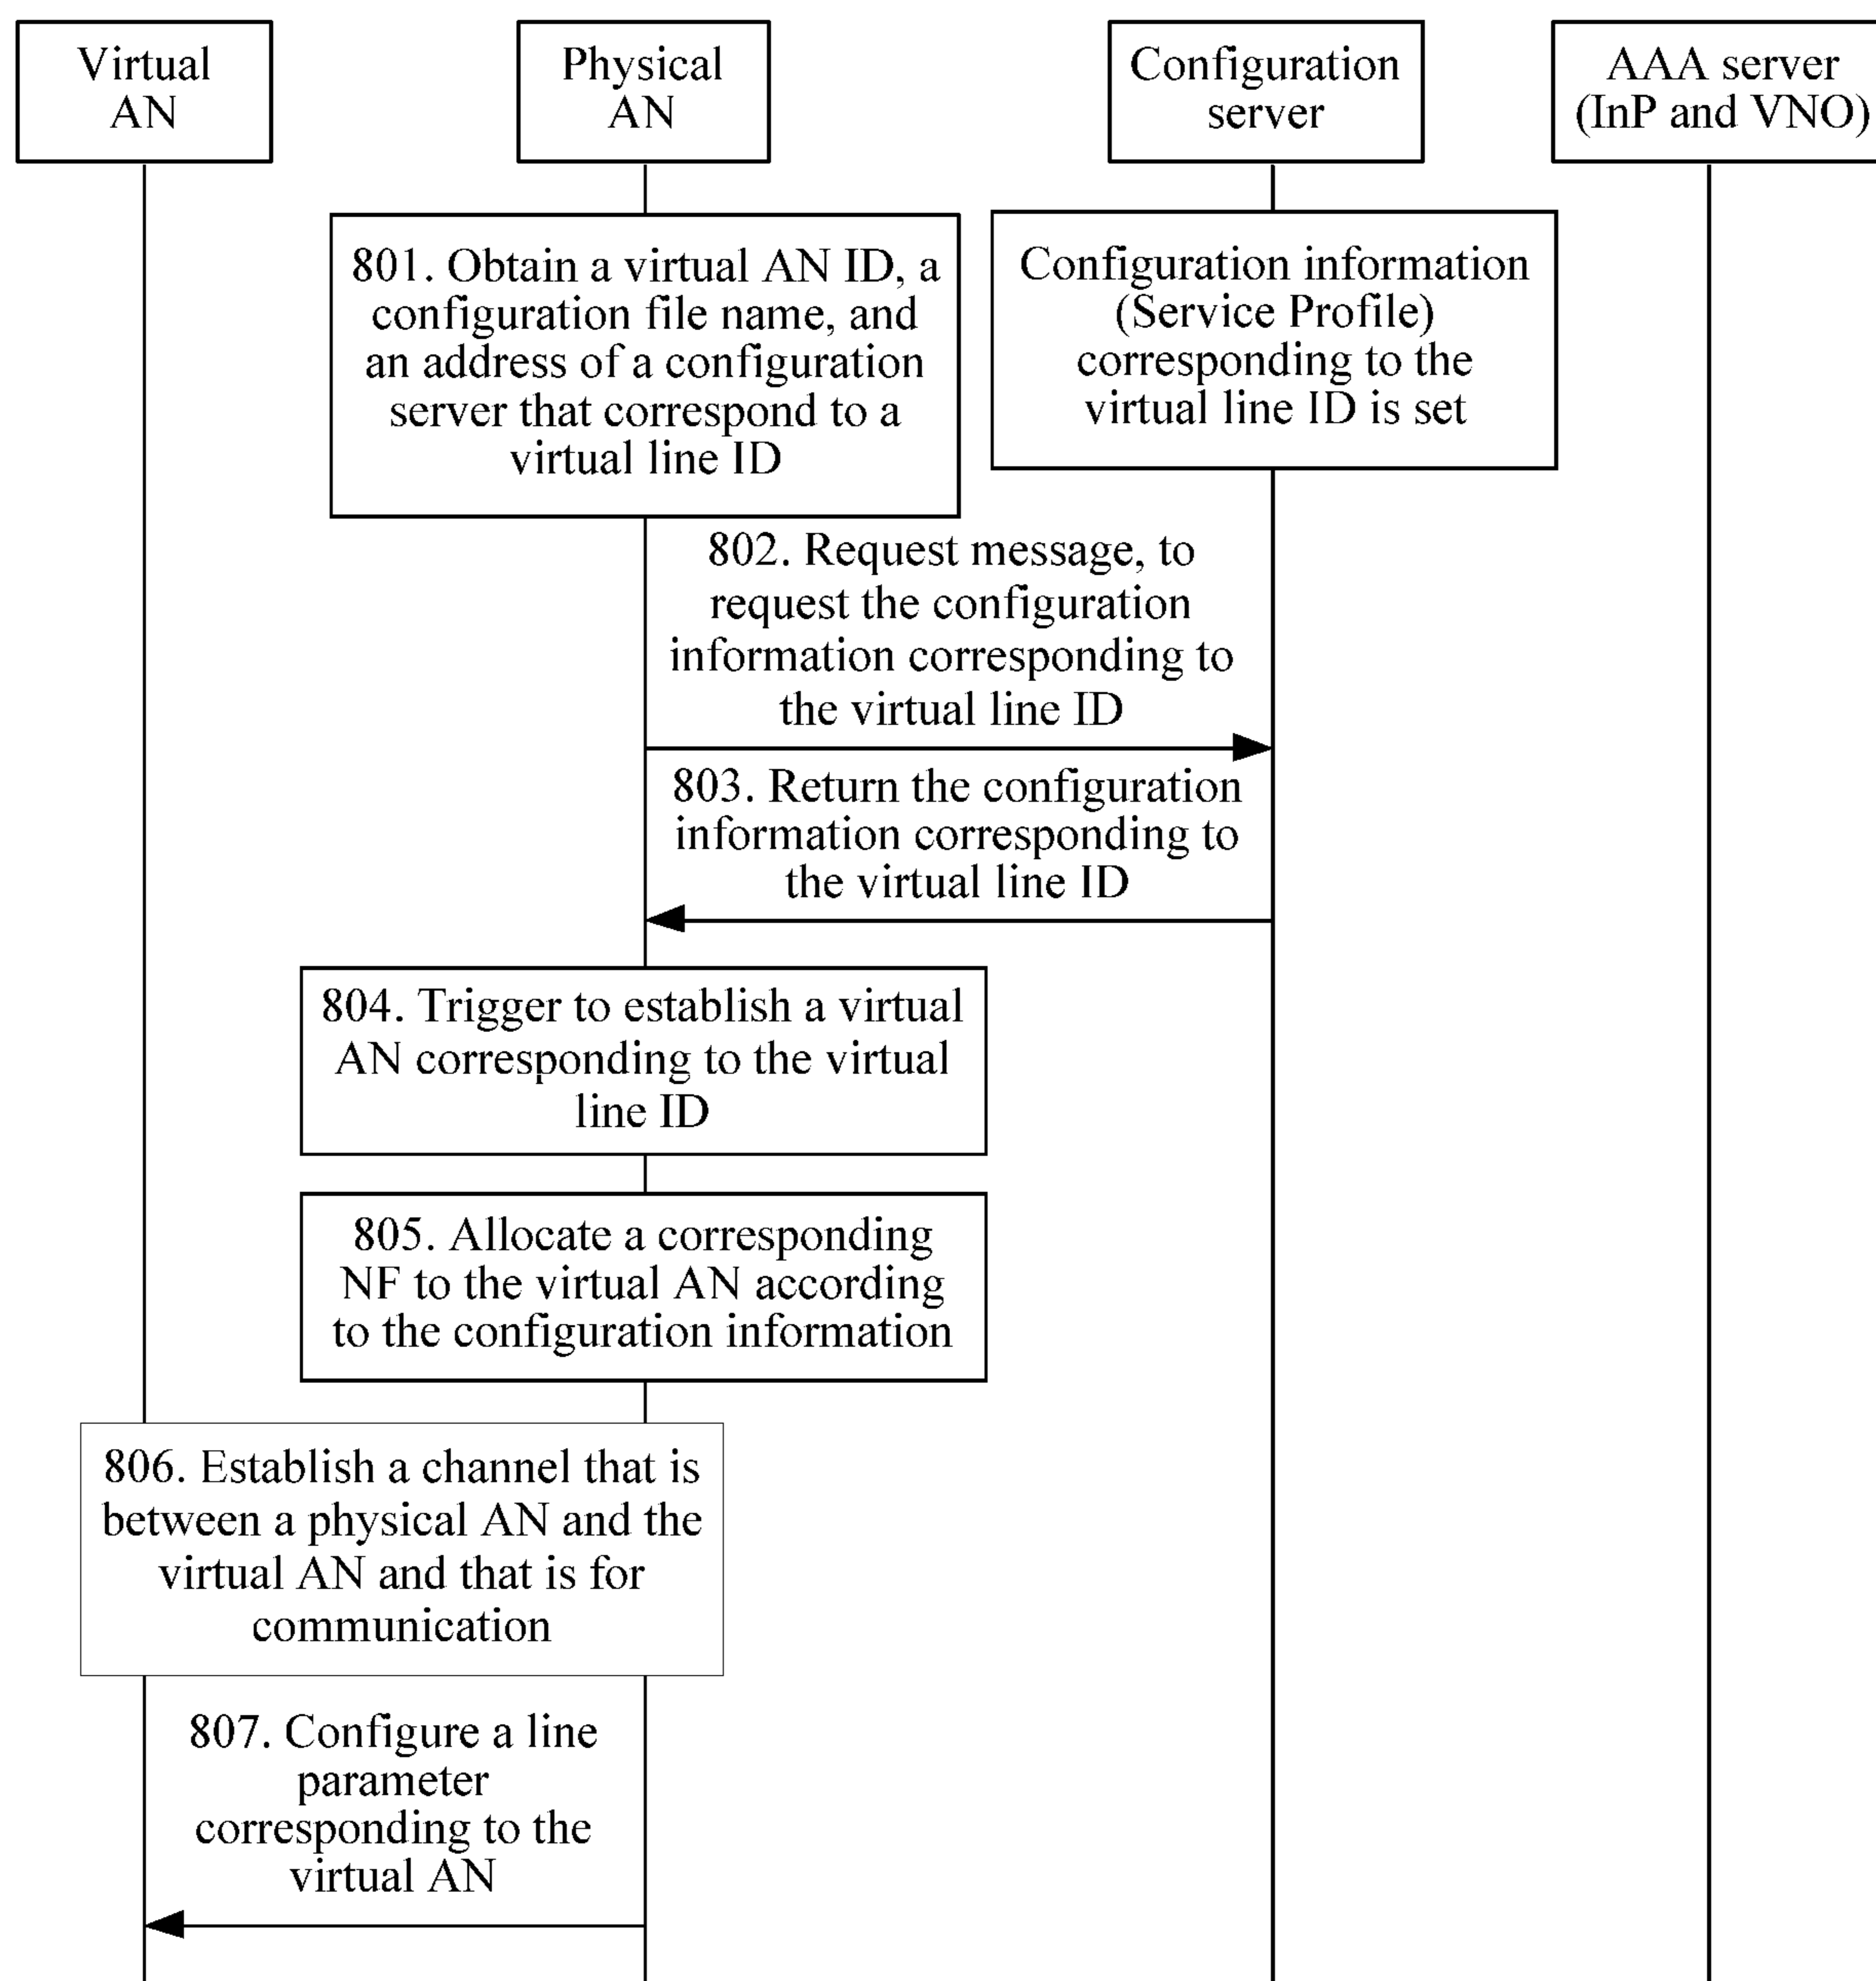 Virtual
AN
Physical
AN
Configuration
server
AAA server
(InP and VNO)
801. Obtain a virtual AN ID, a
configuration file name, and
an address of a configuration
server that correspond to a
virtual line ID
Configuration information
(Service Profile)
corresponding to the
virtual line ID is set
802. Request message, to
request the configuration
information corresponding to
the virtual line ID
803. Return the configuration
information corresponding to
the virtual line ID
804. Trigger to establish a virtual
AN corresponding to the virtual
line ID
805. Allocate a corresponding
NF to the virtual AN according
to the configuration information
806. Establish a channel that is
between a physical AN and the
virtual AN and that is for
communication
807. Configure a line
parameter
corresponding to the
virtual AN